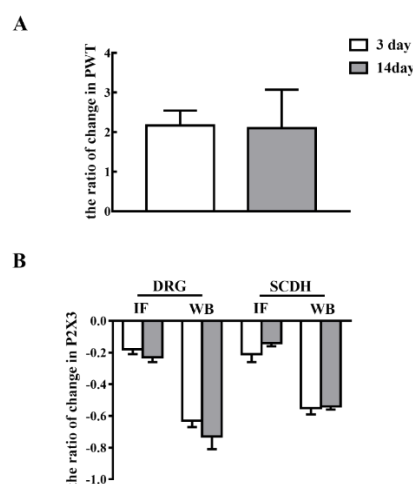 A
3 day
14day
the ratio of change in PWT
4
3
2
1
0
B
DRG SCDH
IF WB IF WB
the ratio of change in P2X3
0.0
-0.2
-0.4
-0.6
-0.8
-1.0